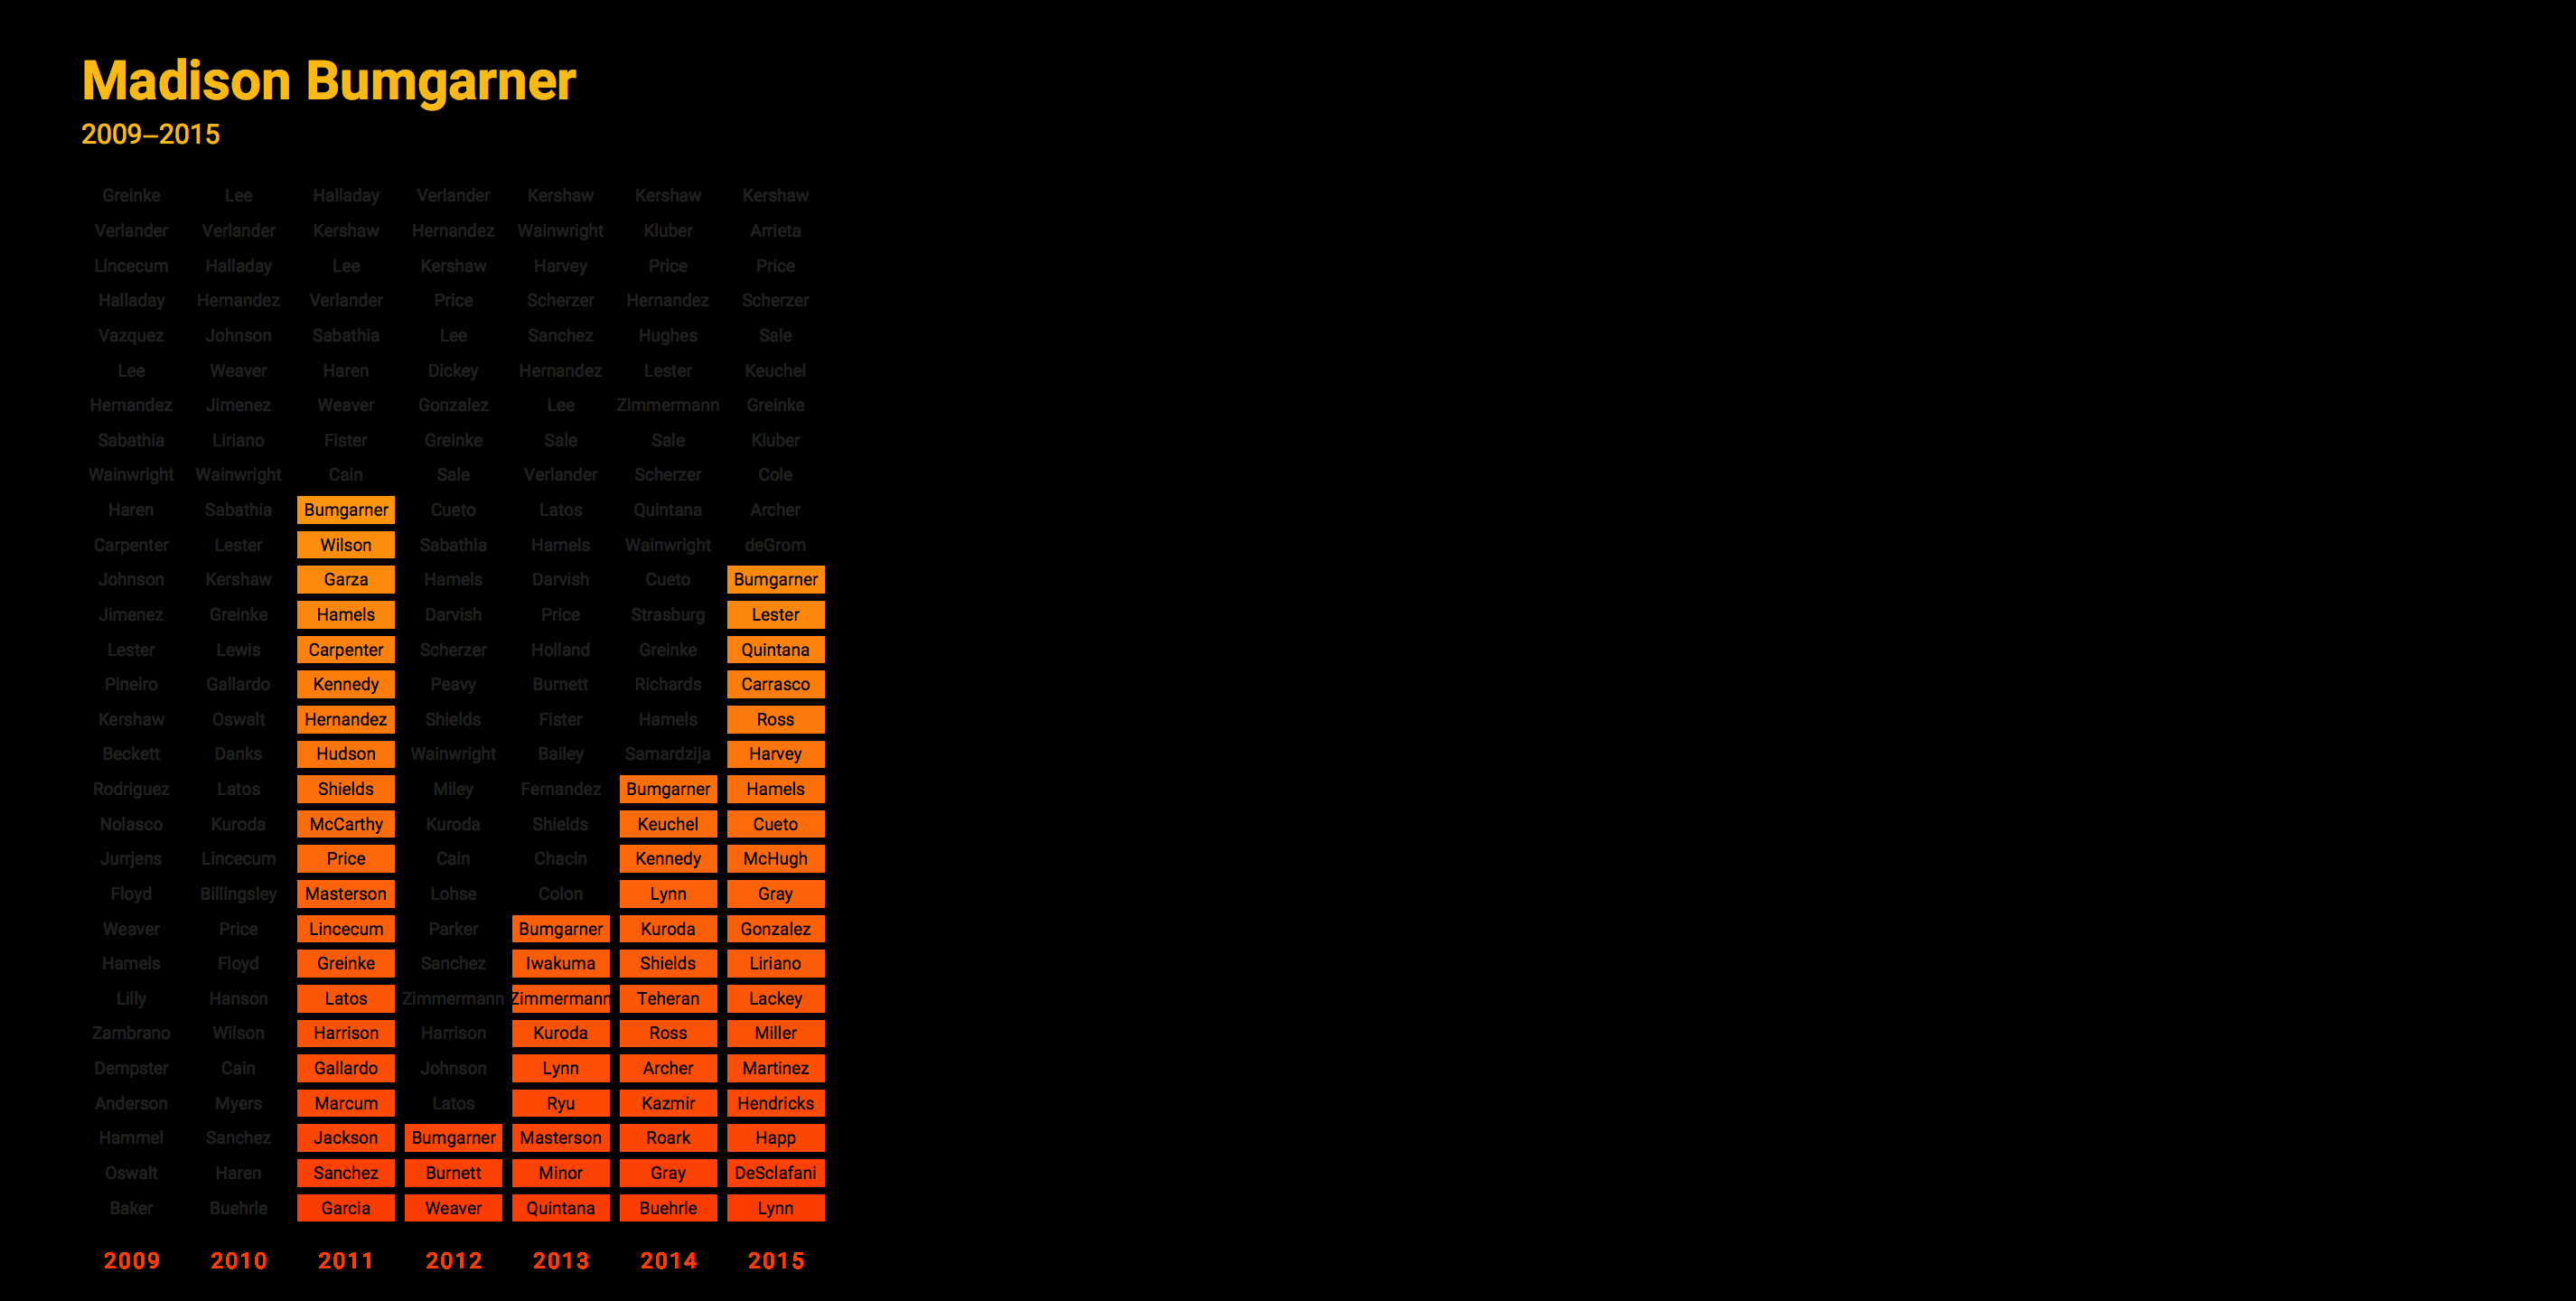 Madison Bumgarner
2009–2015
Greinke Lee Halladay Verlander Kershaw Kershaw Kershaw
Verlander Verlander Kershaw Hernandez Wainwright Kluber Arrieta
Lincecum Halladay Lee Kershaw Harvey Price Price
Halladay Hernandez Verlander Price Scherzer Hernandez Scherzer
Vazquez Johnson Sabathia Lee Sanchez Hughes Sale
Lee Weaver Haren Dickey Hernandez Lester Keuchel
Hernandez Jimenez Weaver Gonzalez Lee Zimmermann Greinke
Sabathia Liriano Fister Greinke Sale Sale Kluber
Wainwright Wainwright Cain Sale Verlander Scherzer Cole
Haren Sabathia Bumgarner Cueto Latos Quintana Archer
Carpenter Lester Wilson Sabathia Hamels Wainwright deGrom
Johnson Kershaw Garza Hamels Darvish Cueto Bumgarner
Jimenez Greinke Hamels Darvish Price Strasburg Lester
Lester Lewis Carpenter Scherzer Holland Greinke Quintana
Pineiro Gallardo Kennedy Peavy Burnett Richards Carrasco
Kershaw Oswalt Hernandez Shields Fister Hamels Ross
Beckett Danks Hudson Wainwright Bailey Samardzija Harvey
Rodriguez Latos Shields Miley Fernandez Bumgarner Hamels
Nolasco Kuroda McCarthy Kuroda Shields Keuchel Cueto
Jurrjens Lincecum Price Cain Chacin Kennedy McHugh
Floyd Billingsley Masterson Lohse Colon Lynn Gray
Weaver Price Lincecum Parker Bumgarner Kuroda Gonzalez
Hamels Floyd Greinke Sanchez Iwakuma Shields Liriano
Lilly Hanson Latos Zimmermann Zimmermann Teheran Lackey
Zambrano Wilson Harrison Harrison Kuroda Ross Miller
Dempster Cain Gallardo Johnson Lynn Archer Martinez
Anderson Myers Marcum Latos Ryu Kazmir Hendricks
Hammel Sanchez Jackson Bumgarner Masterson Roark Happ
Oswalt Haren Sanchez Burnett Minor Gray DeSclafani
Baker Buehrle Garcia Weaver Quintana Buehrle Lynn
2009 2010 2011 2012 2013 2014 2015